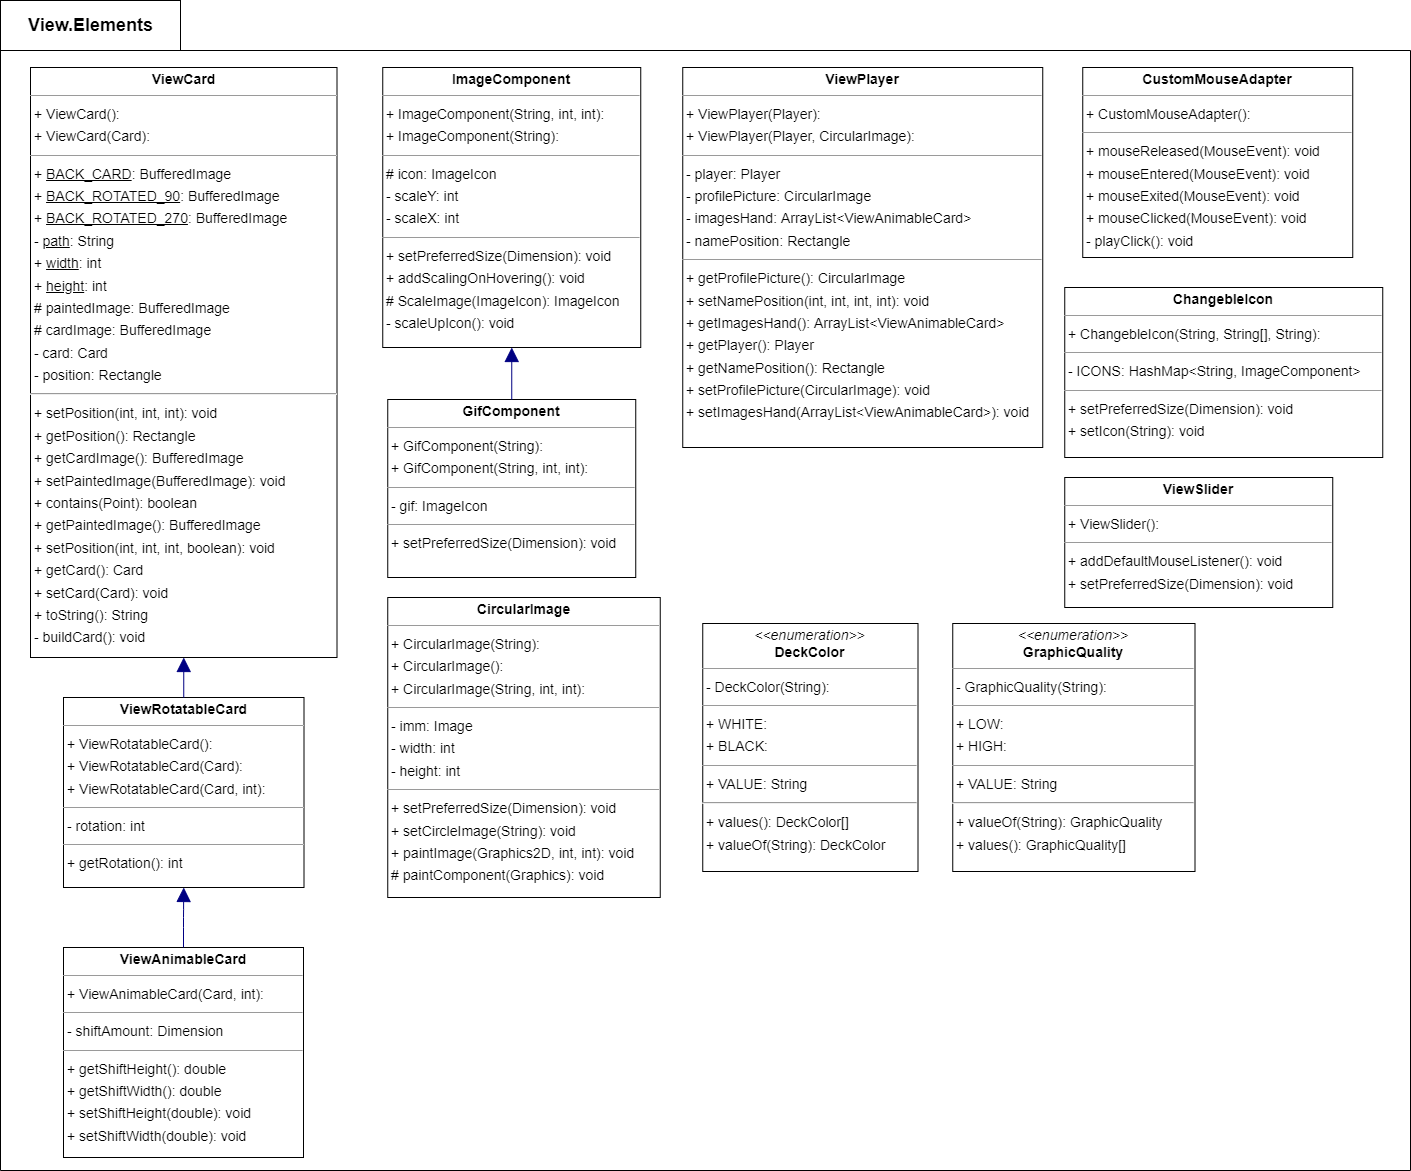 View.Elements
ViewCard
+ ViewCard():
+ ViewCard(Card):
+ BACK_CARD: BufferedImage
+ BACK_ROTATED_90: BufferedImage
+ BACK_ROTATED_270: BufferedImage
- path: String
+ width: int
+ height: int
# paintedImage: BufferedImage
# cardImage: BufferedImage
- card: Card
- position: Rectangle
+ setPosition(int, int, int): void
+ getPosition(): Rectangle
+ getCardImage(): BufferedImage
+ setPaintedImage(BufferedImage): void
+ contains(Point): boolean
+ getPaintedImage(): BufferedImage
+ setPosition(int, int, int, boolean): void
+ getCard(): Card
+ setCard(Card): void
+ toString(): String
- buildCard(): void
ViewRotatableCard
+ ViewRotatableCard():
+ ViewRotatableCard(Card):
+ ViewRotatableCard(Card, int):
- rotation: int
+ getRotation(): int
ViewAnimableCard
+ ViewAnimableCard(Card, int):
- shiftAmount: Dimension
+ getShiftHeight(): double
+ getShiftWidth(): double
+ setShiftHeight(double): void
+ setShiftWidth(double): void
ImageComponent
+ ImageComponent(String, int, int):
+ ImageComponent(String):
# icon: ImageIcon
- scaleY: int
- scaleX: int
+ setPreferredSize(Dimension): void
+ addScalingOnHovering(): void
# ScaleImage(ImageIcon): ImageIcon
- scaleUpIcon(): void
GifComponent
+ GifComponent(String):
+ GifComponent(String, int, int):
- gif: ImageIcon
+ setPreferredSize(Dimension): void
CircularImage
+ CircularImage(String):
+ CircularImage():
+ CircularImage(String, int, int):
- imm: Image
- width: int
- height: int
+ setPreferredSize(Dimension): void
+ setCircleImage(String): void
+ paintImage(Graphics2D, int, int): void
# paintComponent(Graphics): void
ViewPlayer
+ ViewPlayer(Player):
+ ViewPlayer(Player, CircularImage):
- player: Player
- profilePicture: CircularImage
- imagesHand: ArrayList<ViewAnimableCard>
- namePosition: Rectangle
+ getProfilePicture(): CircularImage
+ setNamePosition(int, int, int, int): void
+ getImagesHand(): ArrayList<ViewAnimableCard>
+ getPlayer(): Player
+ getNamePosition(): Rectangle
+ setProfilePicture(CircularImage): void
+ setImagesHand(ArrayList<ViewAnimableCard>): void
CustomMouseAdapter
+ CustomMouseAdapter():
+ mouseReleased(MouseEvent): void
+ mouseEntered(MouseEvent): void
+ mouseExited(MouseEvent): void
+ mouseClicked(MouseEvent): void
- playClick(): void
ChangebleIcon
+ ChangebleIcon(String, String[], String):
- ICONS: HashMap<String, ImageComponent>
+ setPreferredSize(Dimension): void
+ setIcon(String): void
ViewSlider
+ ViewSlider():
+ addDefaultMouseListener(): void
+ setPreferredSize(Dimension): void
<<enumeration>>
DeckColor
- DeckColor(String):
+ WHITE:
+ BLACK:
+ VALUE: String
+ values(): DeckColor[]
+ valueOf(String): DeckColor
<<enumeration>>
GraphicQuality
- GraphicQuality(String):
+ LOW:
+ HIGH:
+ VALUE: String
+ valueOf(String): GraphicQuality
+ values(): GraphicQuality[]